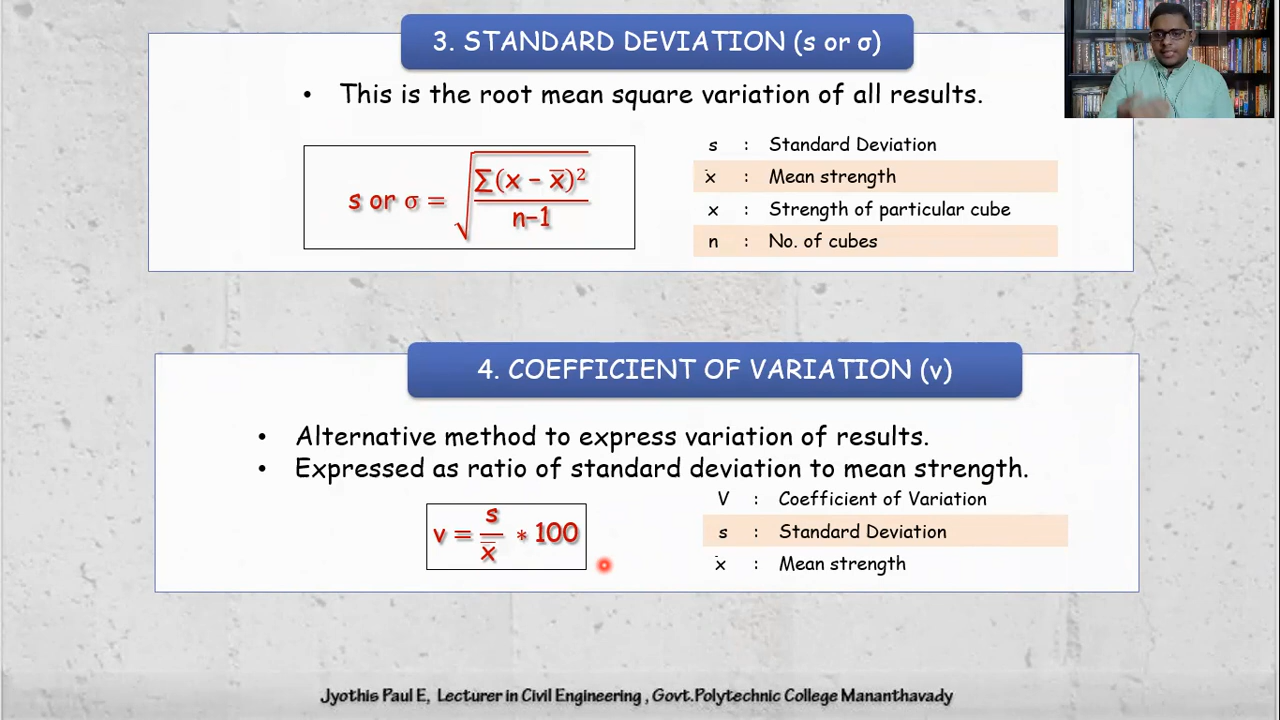 3. STANDARD DEVIATION (s or σ)
• This is the root mean square variation of all results.
s or σ = √(∑(x − x̅)² / n−1)
s : Standard Deviation
ẋ : Mean strength
x : Strength of particular cube
n : No. of cubes
4. COEFFICIENT OF VARIATION (v)
• Alternative method to express variation of results.
• Expressed as ratio of standard deviation to mean strength.
v = s / x̅ * 100
V : Coefficient of Variation
s : Standard Deviation
ẋ : Mean strength
Jyothis Paul E, Lecturer in Civil Engineering , Govt.Polytechnic College Mananthavady